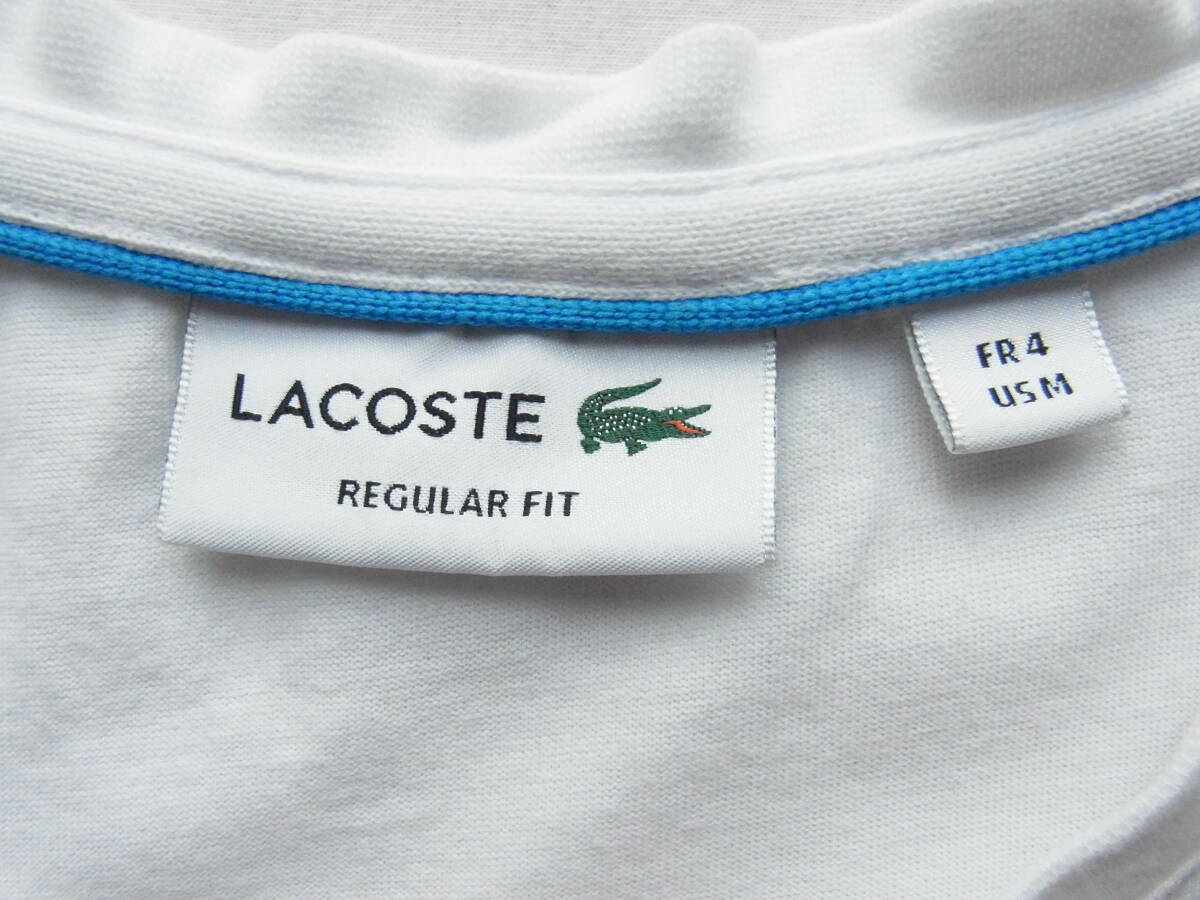 LACOSTE
REGULAR FIT
FR 4
US M